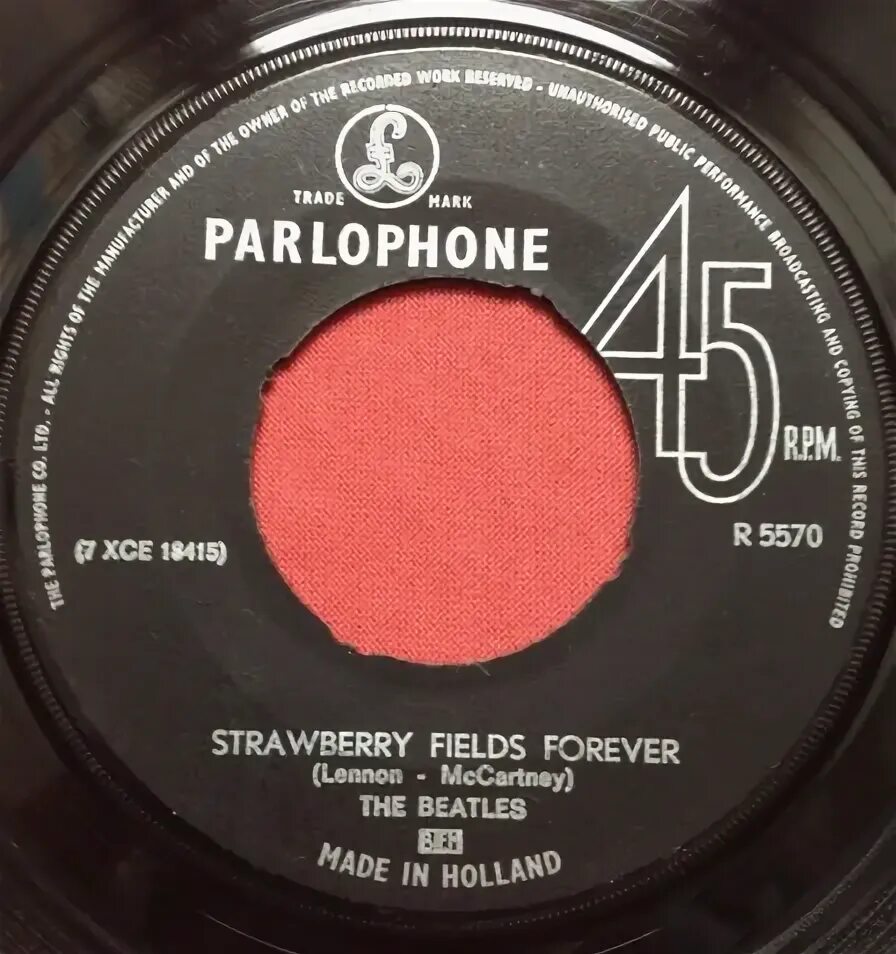 THE PARLOPHONE CO. LTD. - ALL RIGHTS OF THE MANUFACTURER AND OF THE OWNER OF THE RECORDED WORK RESERVED - UNAUTHORISED PUBLIC PERFORMANCE BROADCASTING AND COPYING OF THIS RECORD PROHIBITED
£
TRADE MARK
PARLOPHONE
45
R.P.M.
R 5570
(7 XCE 18415)
STRAWBERRY FIELDS FOREVER
(Lennon - McCartney)
THE BEATLES
MADE IN HOLLAND